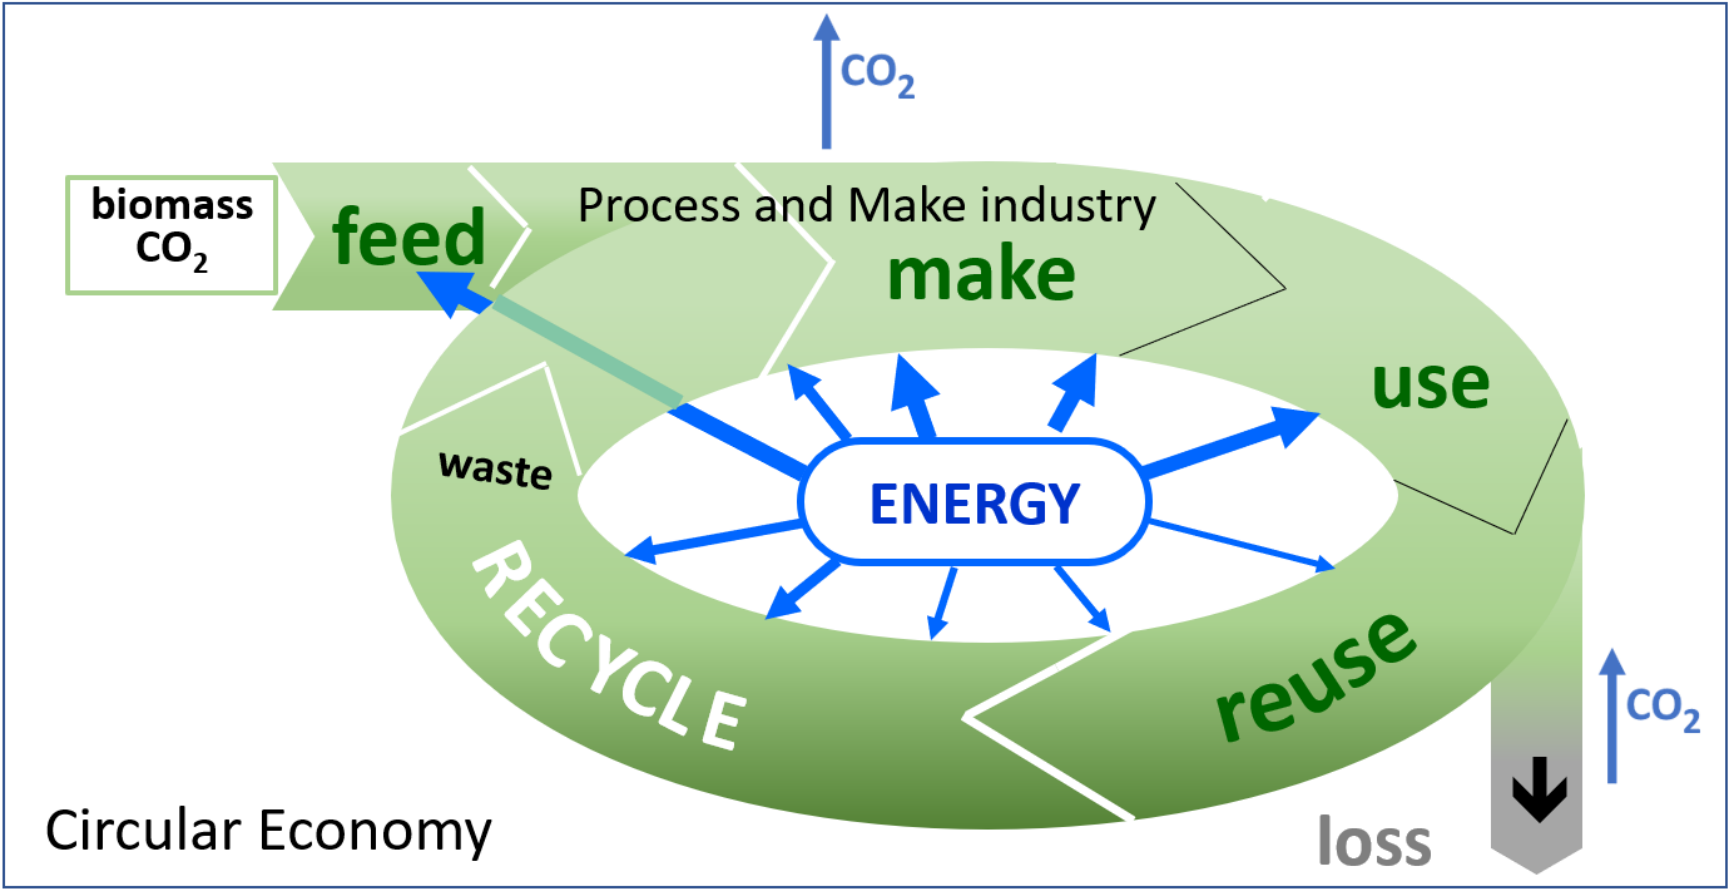 CO₂
biomass
CO₂
feed
Process and Make industry
make
use
waste
ENERGY
RECYCLE
reuse
CO₂
loss
Circular Economy